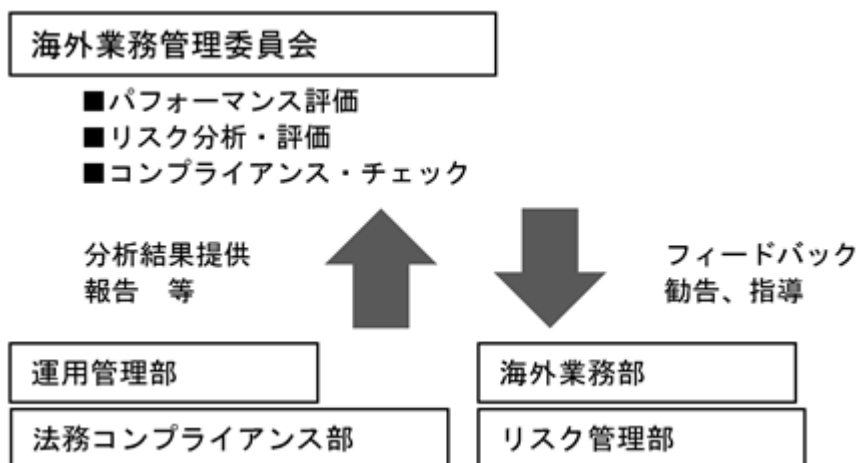 海外業務管理委員会
■パフォーマンス評価
■リスク分析・評価
■コンプライアンス・チェック
分析結果提供
報告　等
フィードバック
勧告、指導
運用管理部
海外業務部
法務コンプライアンス部
リスク管理部